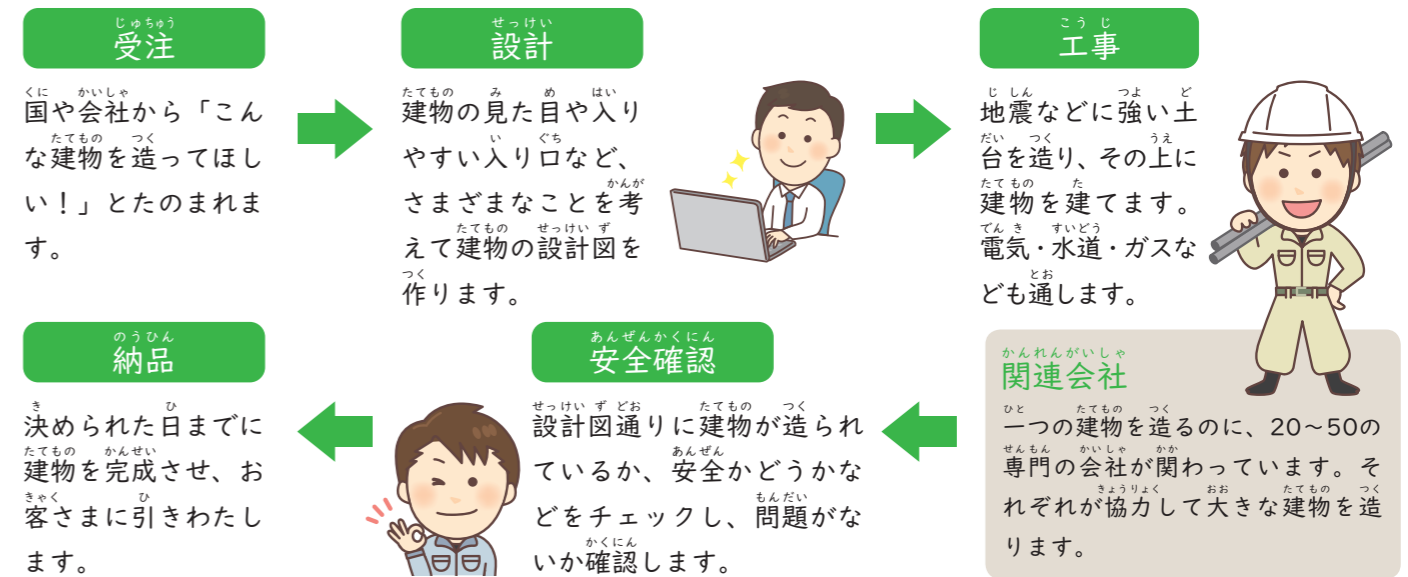 じゅちゅう
受注
くに かいしゃ
国や会社から「こん
たてもの つく
な建物を造ってほし
い!」とたのまれま
す。
せっけい
設計
たてもの み め はい
建物の見た目や入り
い ぐち
やすい入り口など、
かんが
さまざまなことを考
たてもの せっけい ず
えて建物の設計図を
つく
作ります。
こう じ
工事
じ しん つよ ど
地震などに強い土
だい つく うえ
台を造り、その上に
たてもの た
建物を建てます。
でん き すいどう
電気・水道・ガスな
とお
ども通します。
かんれんがいしゃ
関連会社
ひと たてもの つく
一つの建物を造るのに、20〜50の
せんもん かいしゃ かか
専門の会社が関わっています。そ
きょうりょく おお たてもの つく
れぞれが協力して大きな建物を造
ります。
あんぜんかくにん
安全確認
せっけい ず どお たてもの つく
設計図通りに建物が造られ
あんぜん
ているか、安全かどうかな
もんだい
どをチェックし、問題がな
かくにん
いか確認します。
のうひん
納品
き ひ
決められた日までに
たてもの かんせい
建物を完成させ、お
きゃく ひ
客さまに引きわたし
ます。